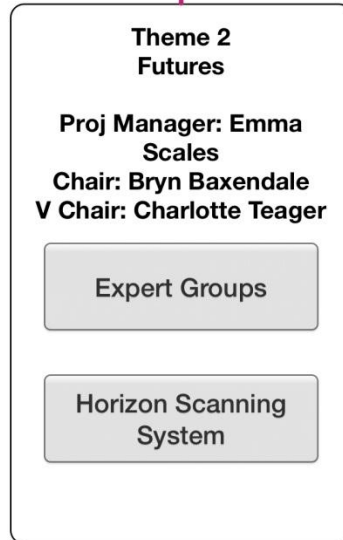 Theme 2
Futures
Proj Manager: Emma
Scales
Chair: Bryn Baxendale
V Chair: Charlotte Teager
Expert Groups
Horizon Scanning
System